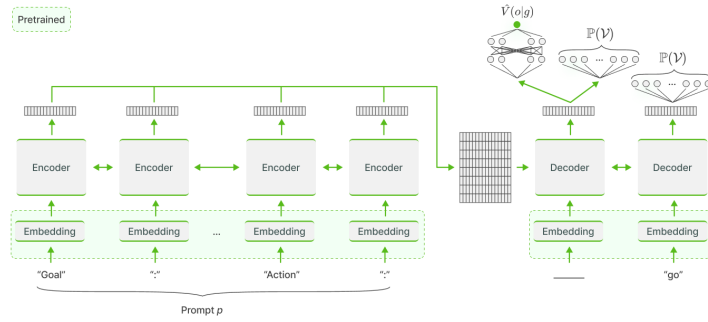 V̂(o|g)
Pretrained
ℙ(𝒱)
...
ℙ(𝒱)
...
Encoder Encoder Encoder Encoder Decoder Decoder
Embedding Embedding ... Embedding Embedding Embedding Embedding
“Goal” “:” “Action” “:” “go”
Prompt p